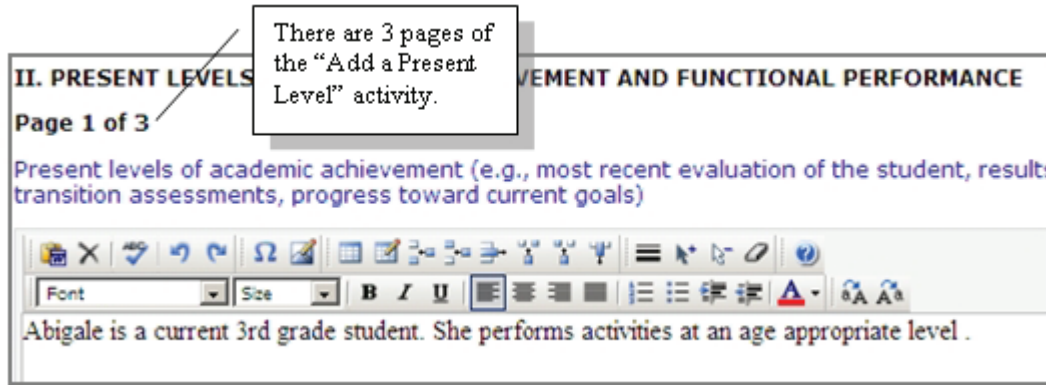 There are 3 pages of
the “Add a Present
Level” activity.
II. PRESENT LEVELS VEMENT AND FUNCTIONAL PERFORMANCE
Page 1 of 3
Present levels of academic achievement (e.g., most recent evaluation of the student, results
transition assessments, progress toward current goals)
Font Size B I U A
Abigale is a current 3rd grade student. She performs activities at an age appropriate level .